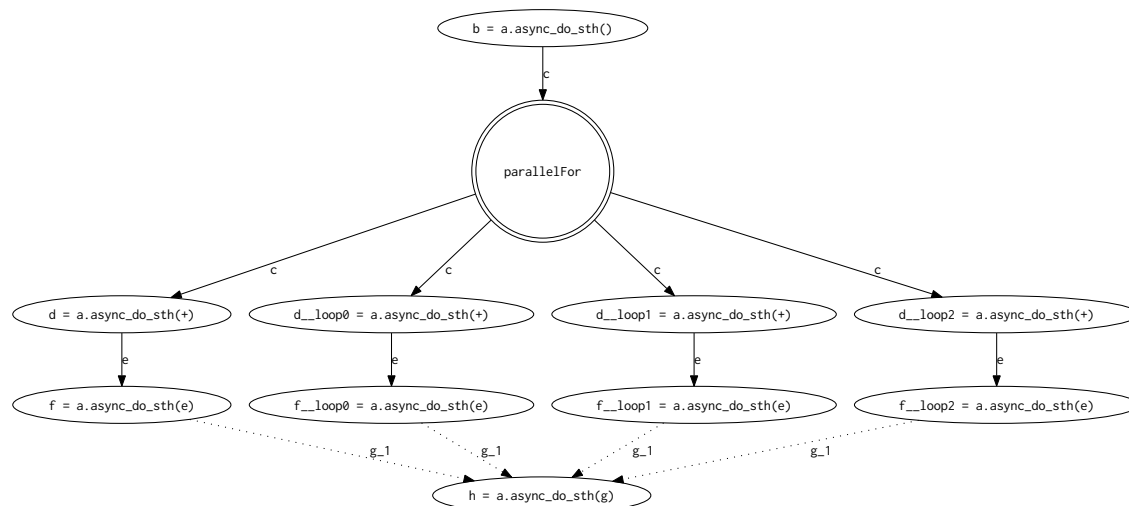 b = a.async_do_sth()
c
parallelFor
c
c
c
c
d = a.async_do_sth(+)
d__loop0 = a.async_do_sth(+)
d__loop1 = a.async_do_sth(+)
d__loop2 = a.async_do_sth(+)
e
e
e
e
f = a.async_do_sth(e)
f__loop0 = a.async_do_sth(e)
f__loop1 = a.async_do_sth(e)
f__loop2 = a.async_do_sth(e)
g_1
g_1
g_1
g_1
h = a.async_do_sth(g)